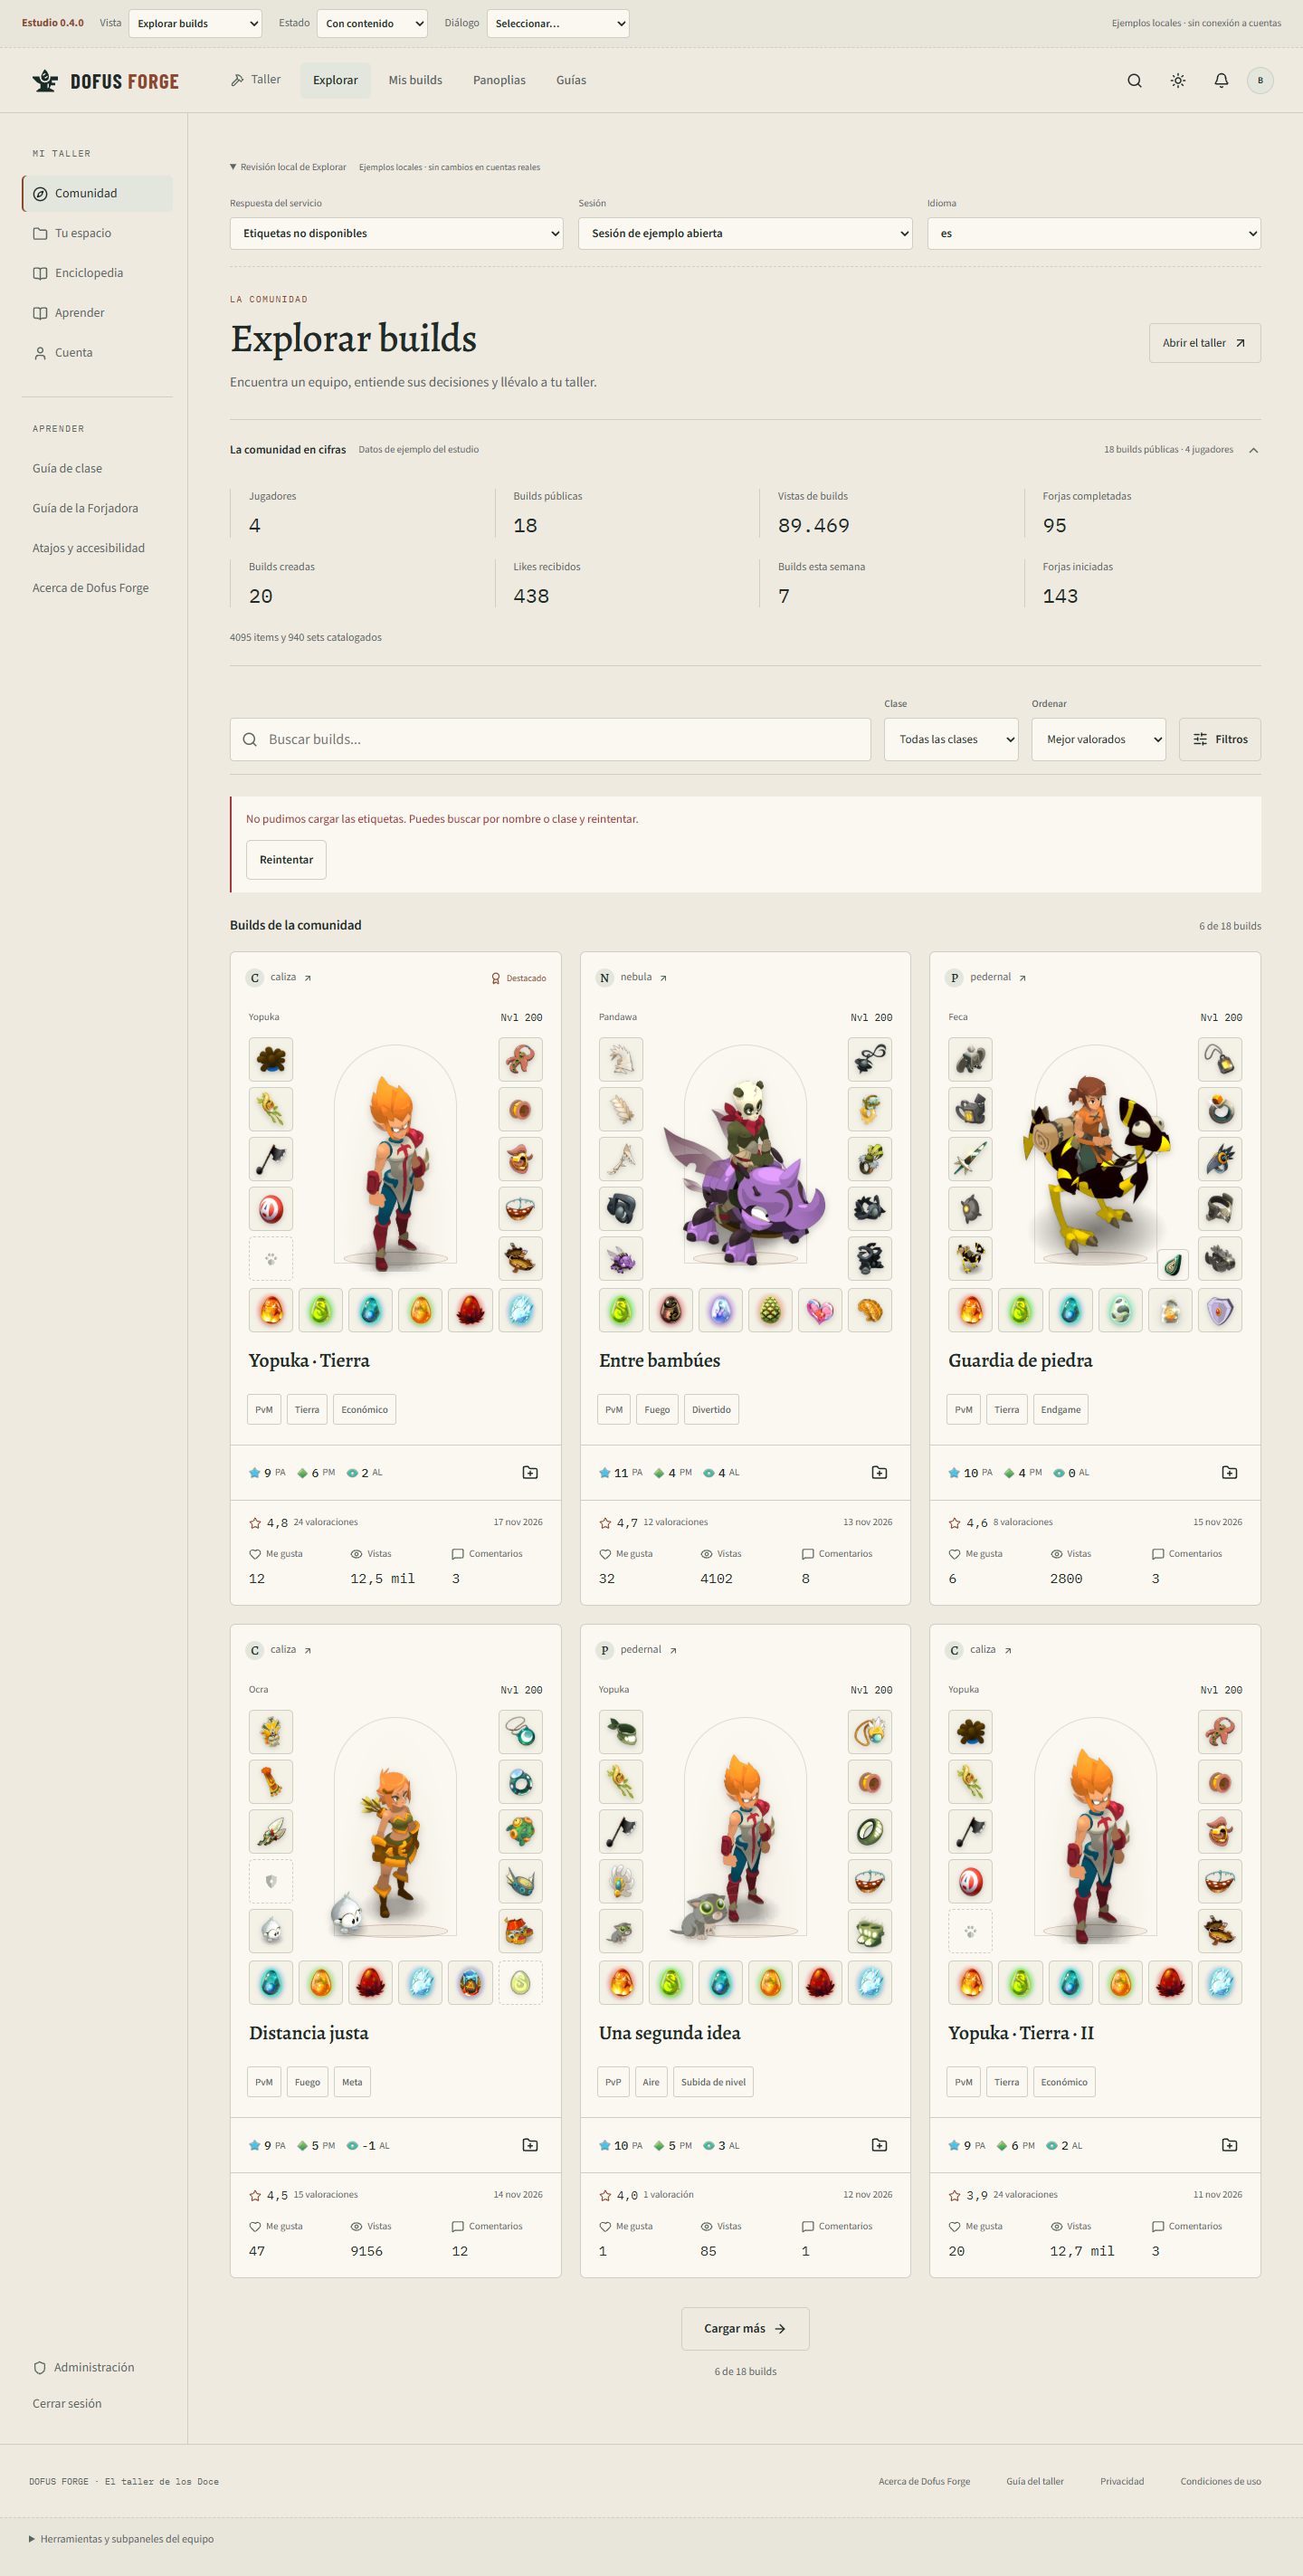 Estudio 0.4.0 Vista Explorar builds Estado Con contenido Diálogo Seleccionar... Ejemplos locales · sin conexión a cuentas
DOFUS FORGE Taller Explorar Mis builds Panoplias Guías B
MI TALLER
Comunidad
Tu espacio
Enciclopedia
Aprender
Cuenta
APRENDER
Guía de clase
Guía de la Forjadora
Atajos y accesibilidad
Acerca de Dofus Forge
Administración
Cerrar sesión
▼ Revisión local de Explorar Ejemplos locales · sin cambios en cuentas reales
Respuesta del servicio Sesión Idioma
Etiquetas no disponibles Sesión de ejemplo abierta es
LA COMUNIDAD
Explorar builds
Abrir el taller
Encuentra un equipo, entiende sus decisiones y llévalo a tu taller.
La comunidad en cifras Datos de ejemplo del estudio 18 builds públicas · 4 jugadores
Jugadores Builds públicas Vistas de builds Forjas completadas
4 18 89.469 95
Builds creadas Likes recibidos Builds esta semana Forjas iniciadas
20 438 7 143
4095 items y 940 sets catalogados
Clase Ordenar
Buscar builds... Todas las clases Mejor valorados Filtros
No pudimos cargar las etiquetas. Puedes buscar por nombre o clase y reintentar.
Reintentar
Builds de la comunidad 6 de 18 builds
C caliza Destacado
Yopuka Nvl 200
Yopuka · Tierra
PvM Tierra Económico
9 PA 6 PM 2 AL
4,8 24 valoraciones 17 nov 2026
Me gusta Vistas Comentarios
12 12,5 mil 3
N nebula
Pandawa Nvl 200
Entre bambúes
PvM Fuego Divertido
11 PA 4 PM 4 AL
4,7 12 valoraciones 13 nov 2026
Me gusta Vistas Comentarios
32 4102 8
P pedernal
Feca Nvl 200
Guardia de piedra
PvM Tierra Endgame
10 PA 4 PM 0 AL
4,6 8 valoraciones 15 nov 2026
Me gusta Vistas Comentarios
6 2800 3
C caliza
Ocra Nvl 200
Distancia justa
PvM Fuego Meta
9 PA 5 PM -1 AL
4,5 15 valoraciones 14 nov 2026
Me gusta Vistas Comentarios
47 9156 12
P pedernal
Yopuka Nvl 200
Una segunda idea
PvP Aire Subida de nivel
10 PA 5 PM 3 AL
4,0 1 valoración 12 nov 2026
Me gusta Vistas Comentarios
1 85 1
C caliza
Yopuka Nvl 200
Yopuka · Tierra · II
PvM Tierra Económico
9 PA 6 PM 2 AL
3,9 24 valoraciones 11 nov 2026
Me gusta Vistas Comentarios
20 12,7 mil 3
Cargar más
6 de 18 builds
DOFUS FORGE · El taller de los Doce Acerca de Dofus Forge Guía del taller Privacidad Condiciones de uso
▶ Herramientas y subpaneles del equipo